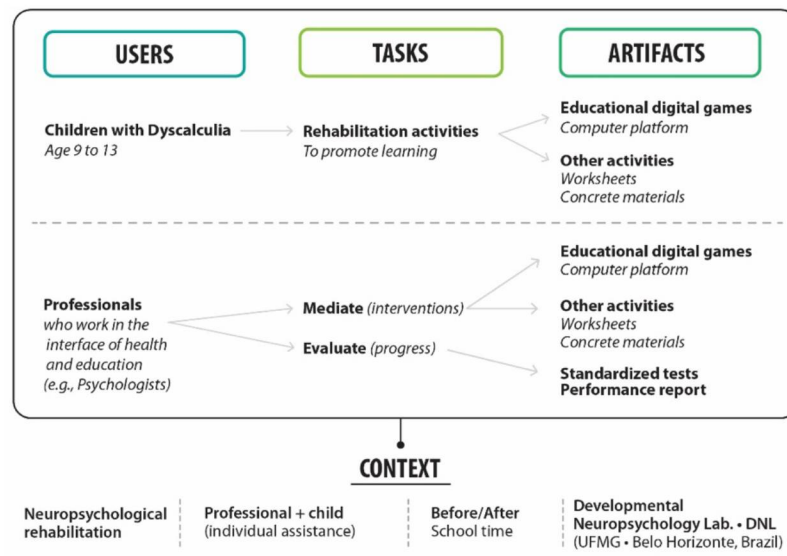 USERS
TASKS
ARTIFACTS
Children with Dyscalculia
Age 9 to 13
Rehabilitation activities
To promote learning
Educational digital games
Computer platform
Other activities
Worksheets
Concrete materials
Professionals
who work in the
interface of health
and education
(e.g., Psychologists)
Mediate (interventions)
Evaluate (progress)
Educational digital games
Computer platform
Other activities
Worksheets
Concrete materials
Standardized tests
Performance report
CONTEXT
Neuropsychological
rehabilitation
Professional + child
(individual assistance)
Before/After
School time
Developmental
Neuropsychology Lab. • DNL
(UFMG • Belo Horizonte, Brazil)